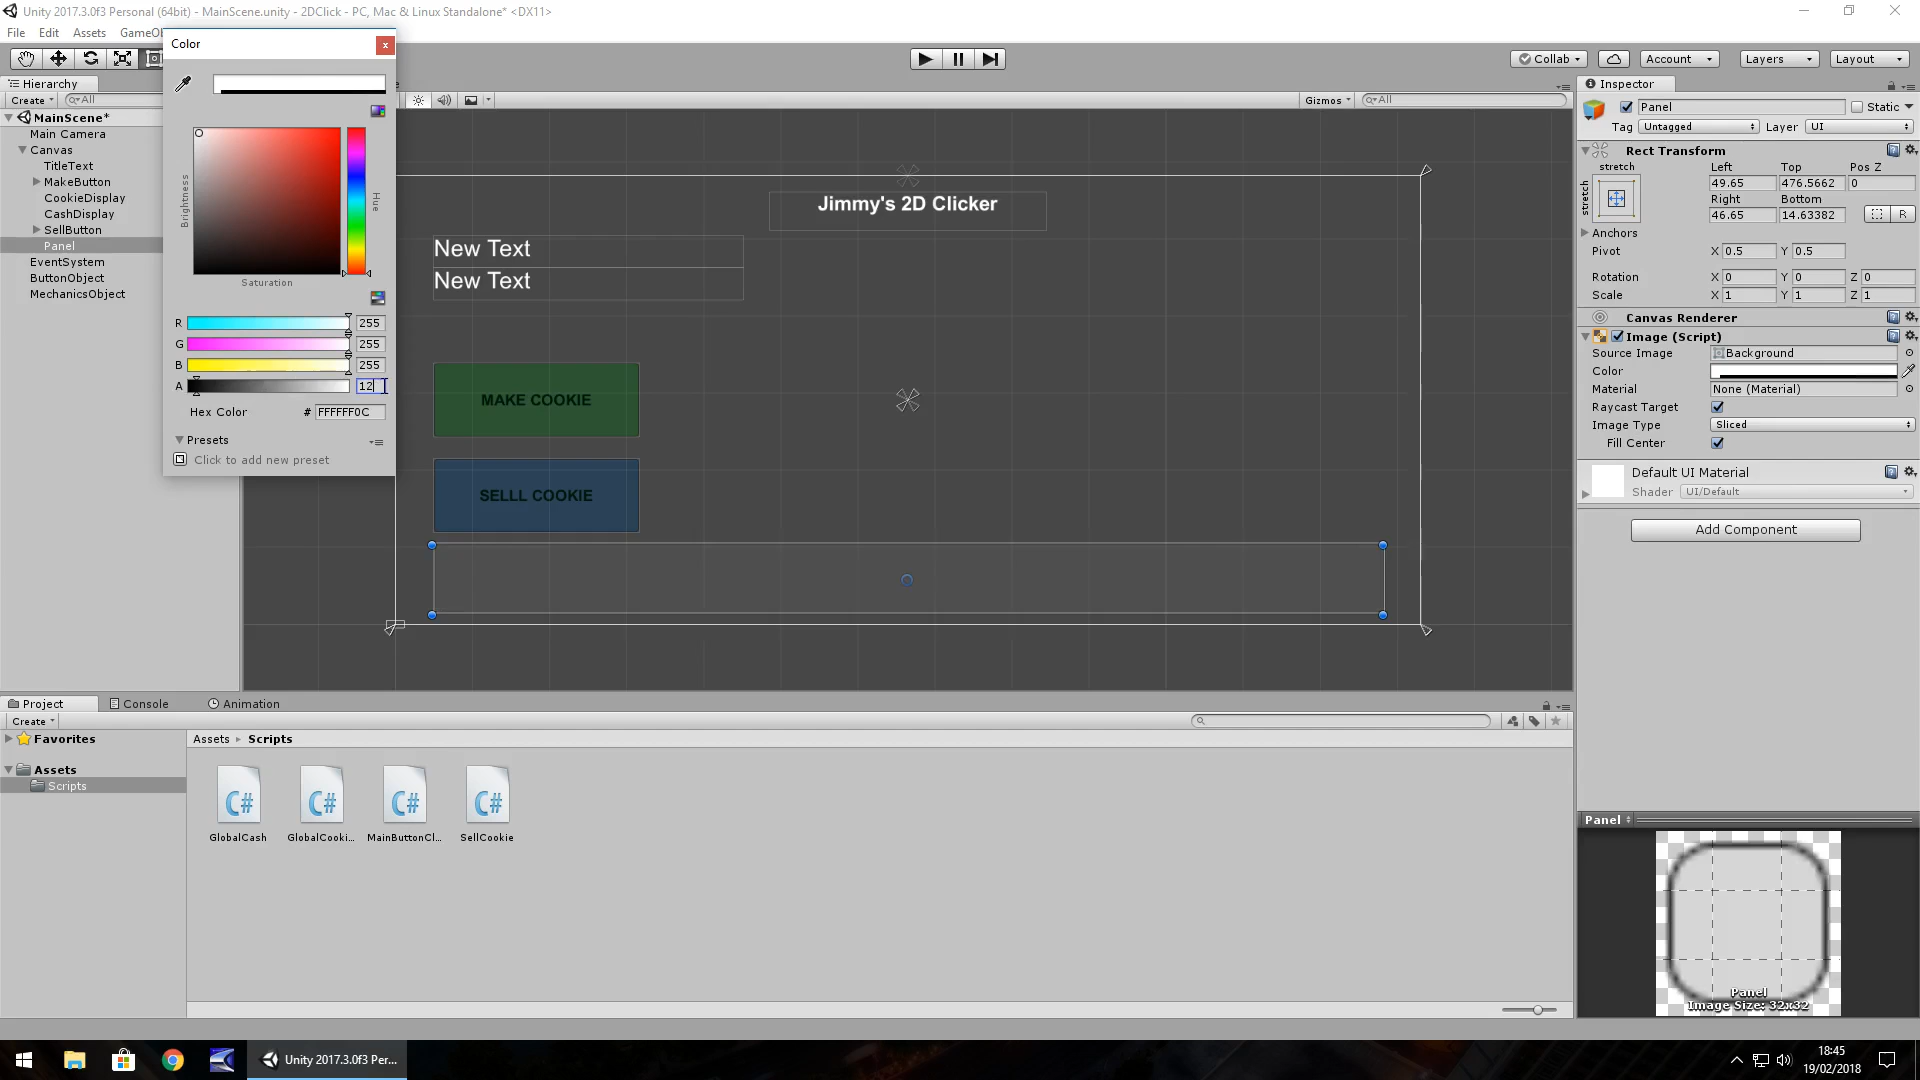 Unity 2017.3.0f3 Personal (64bit) - MainScene.unity - 2DClick - PC, Mac & Linux Standalone* <DX11>
File Edit Assets GameOb
Color
Collab Account Layers Layout
Hierarchy
Create All
MainScene*
Main Camera
Canvas
TitleText
MakeButton
CookieDisplay
CashDisplay
SellButton
Panel
EventSystem
ButtonObject
MechanicsObject
Brightness
Hue
Saturation
R 255
G 255
B 255
A 12
Hex Color # FFFFFF0C
Presets
Click to add new preset
Gizmos All
Jimmy's 2D Clicker
New Text
New Text
MAKE COOKIE
SELLL COOKIE
Inspector
Panel Static
Tag Untagged Layer UI
Rect Transform
stretch
stretch
Left Top Pos Z
49.65 476.5662 0
Right Bottom
46.65 14.63382 R
Anchors
Pivot X 0.5 Y 0.5
Rotation X 0 Y 0 Z 0
Scale X 1 Y 1 Z 1
Canvas Renderer
Image (Script)
Source Image Background
Color
Material None (Material)
Raycast Target
Image Type Sliced
Fill Center
Default UI Material
Shader UI/Default
Add Component
Panel
Panel
Image Size: 32x32
Project Console Animation
Create
Favorites
Assets
Scripts
Assets Scripts
C# C# C# C#
GlobalCash GlobalCooki... MainButtonCl... SellCookie
Unity 2017.3.0f3 Per...
18:45
19/02/2018